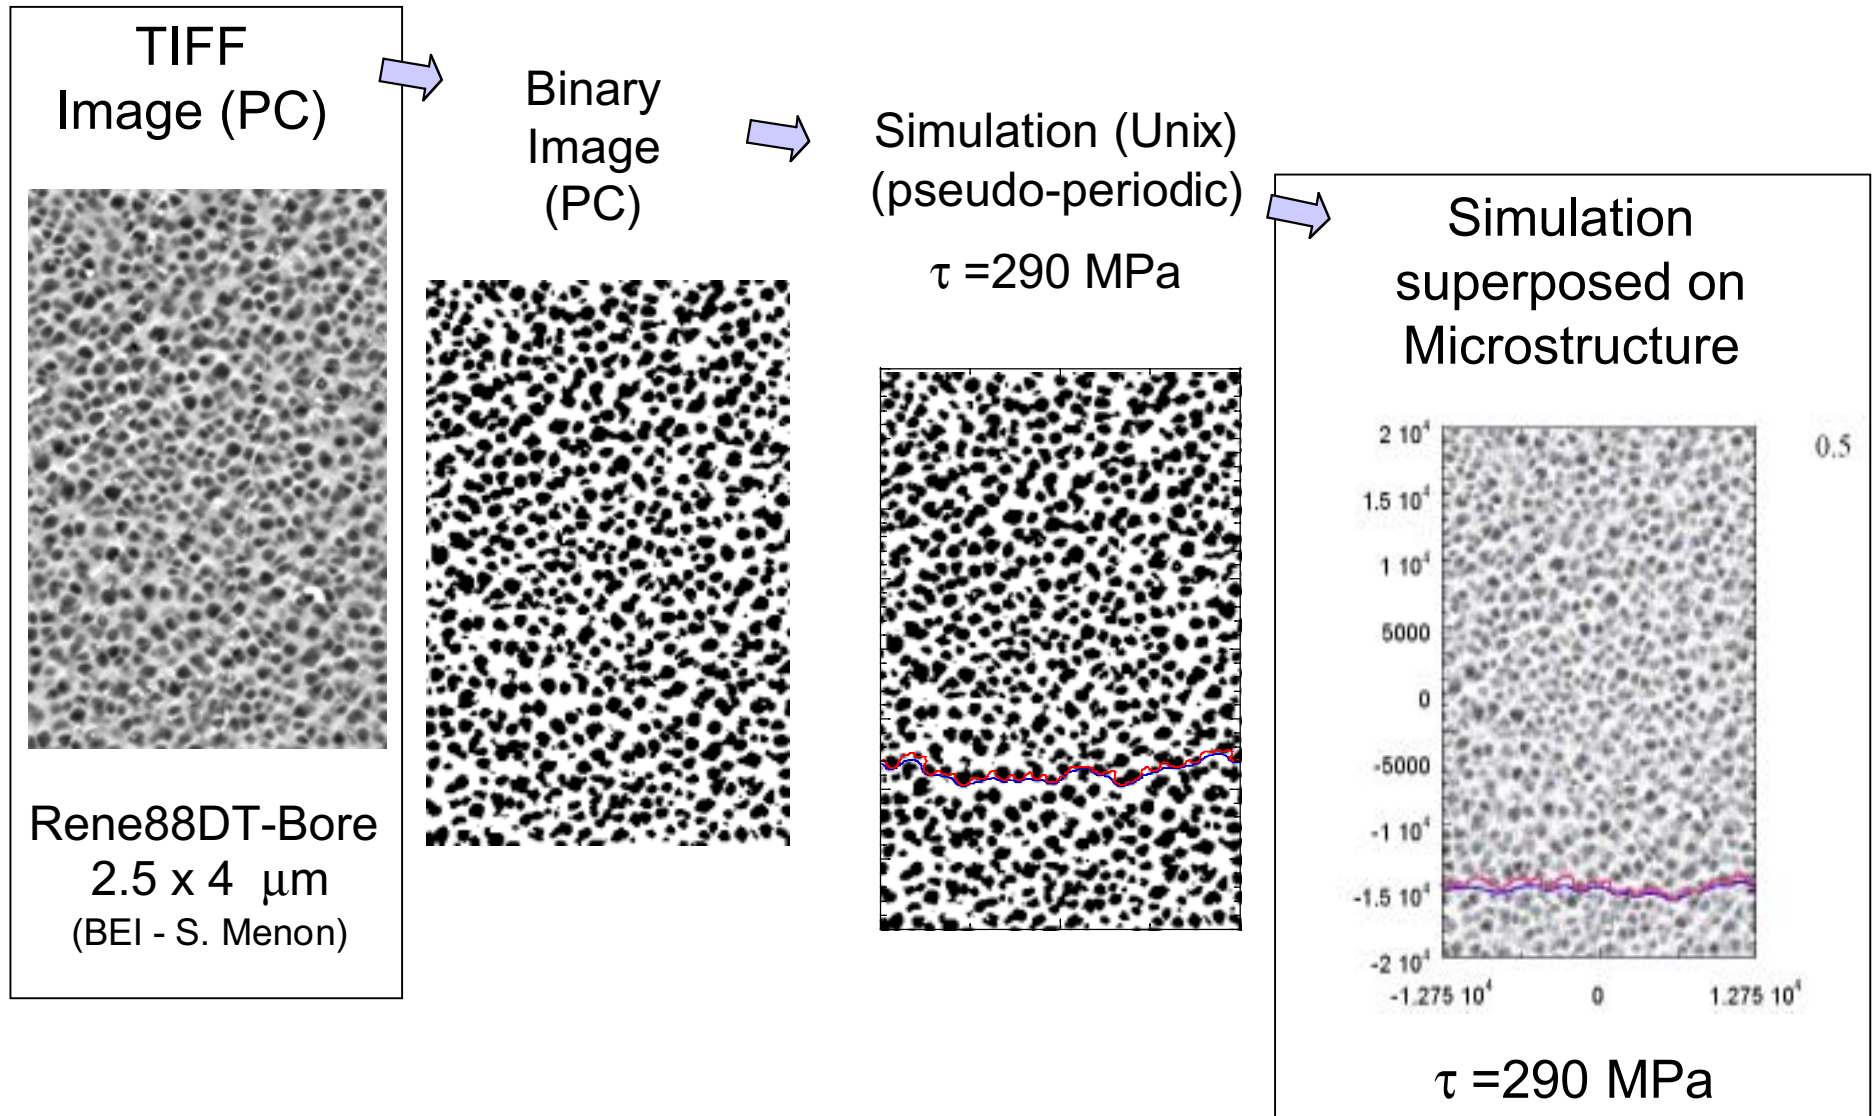 TIFF
Image (PC)
Rene88DT-Bore
2.5 x 4 μm
(BEI - S. Menon)
Binary
Image
(PC)
Simulation (Unix)
(pseudo-periodic)
τ =290 MPa
Simulation
superposed on
Microstructure
0.5
2 10⁴
1.5 10⁴
1 10⁴
5000
0
-5000
-1 10⁴
-1.5 10⁴
-2 10⁴
-1.275 10⁴ 0 1.275 10⁴
τ =290 MPa